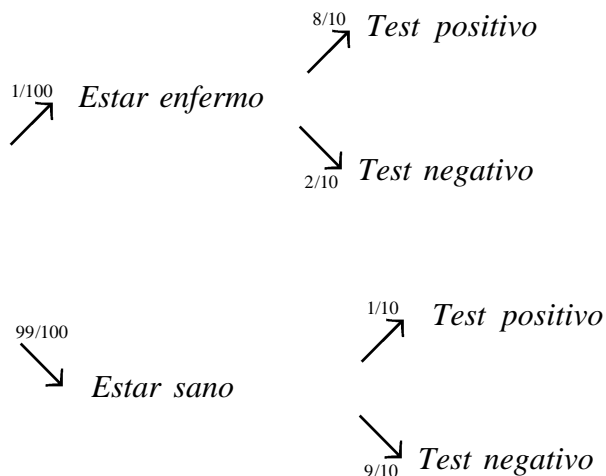 8/10 Test positivo
1/100 Estar enfermo
2/10 Test negativo
99/100 Estar sano
1/10 Test positivo
9/10 Test negativo